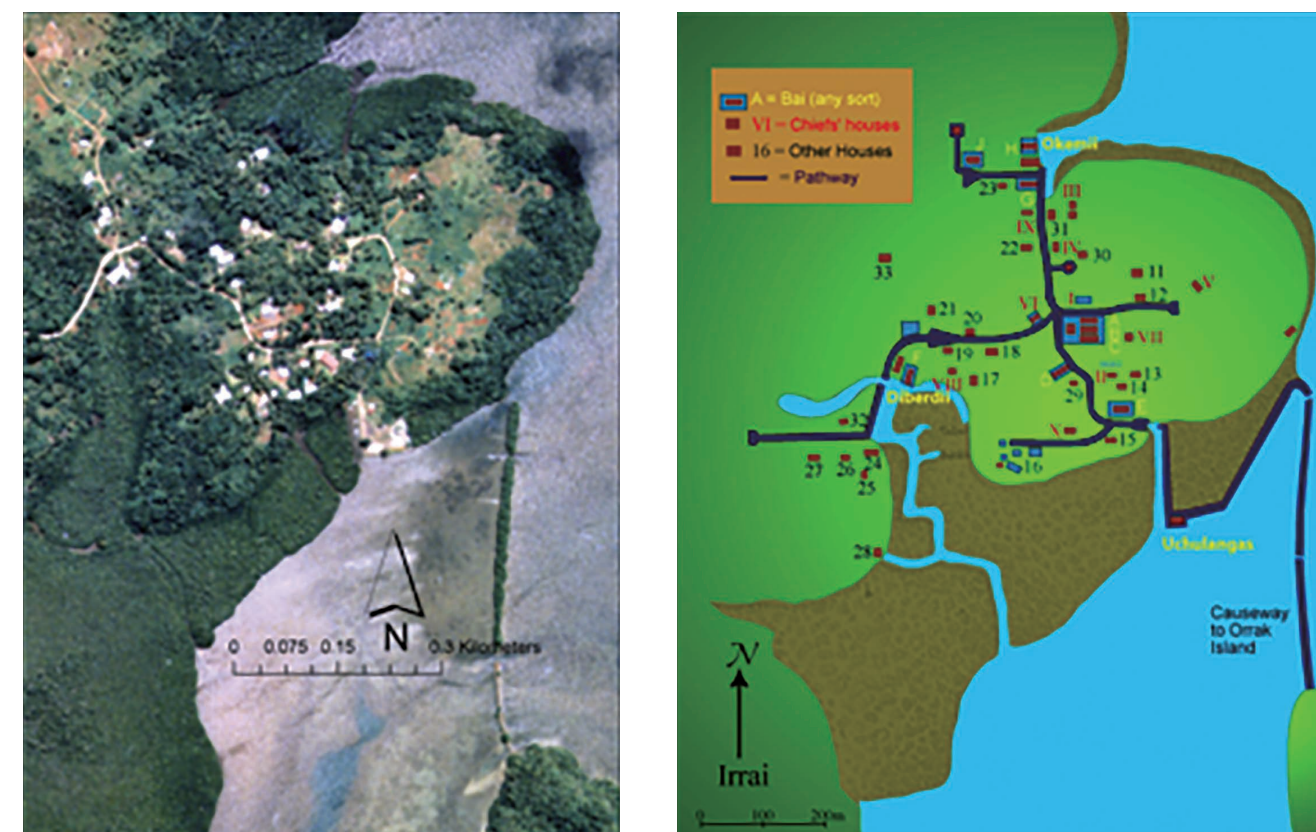 N
0 0.075 0.15 0.3 Kilometers
A = Bai (any sort)
VI = Chiefs' houses
16 = Other Houses
= Pathway
J
H
Okemii
23
G
III
IX
31
22
IV
30
33
11
V
I
12
VI
21
20
VII
19
18
F
VIII
17
D
II
13
14
29
Diberdii
E
32
X
15
27
26
24
16
25
Uchulangas
28
Causeway
to Orrak
Island
N
Irrai
0 100 200m